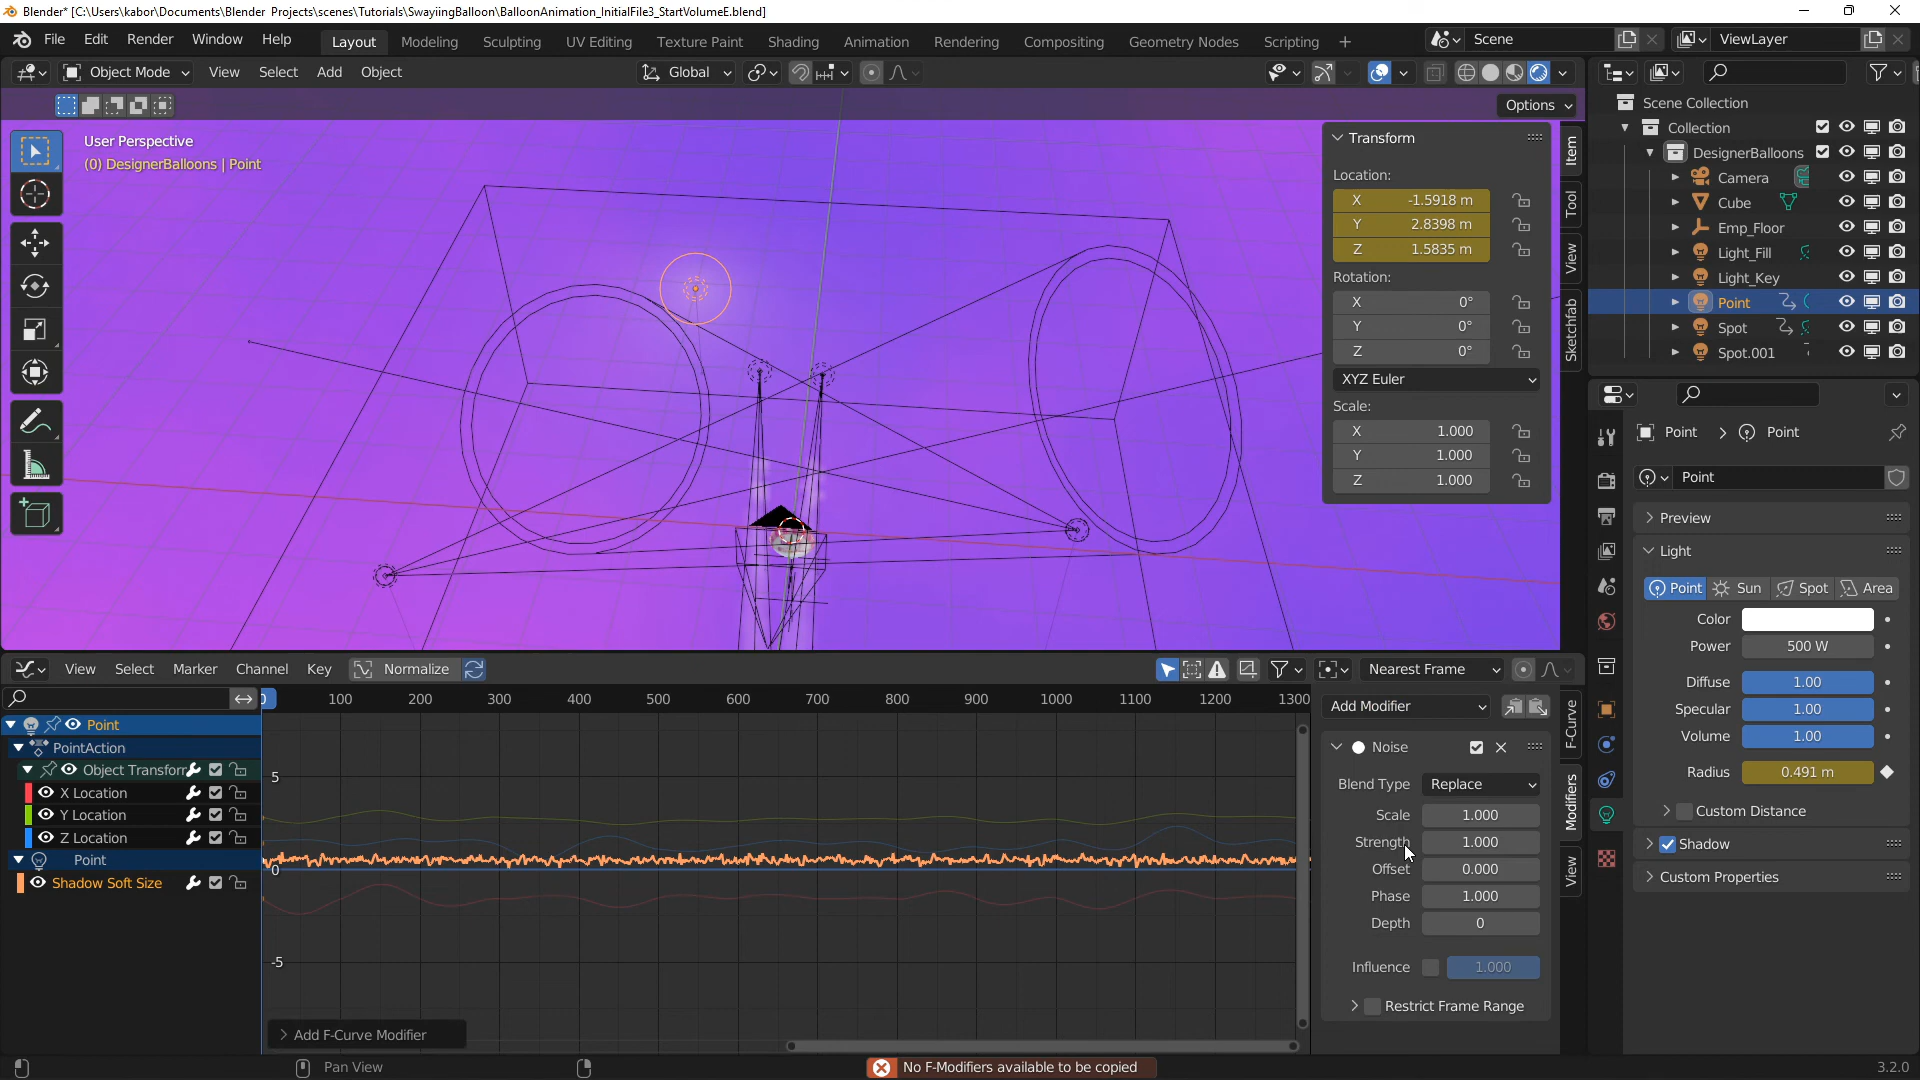 Blender* [C:\Users\kabor\Documents\Blender Projects\scenes\Tutorials\SwayiingBalloon\BalloonAnimation_InitialFile3_StartVolumeE.blend]
File Edit Render Window Help Layout Modeling Sculpting UV Editing Texture Paint Shading Animation Rendering Compositing Geometry Nodes Scripting + Scene ViewLayer
Object Mode View Select Add Object Global
Options
User Perspective
(0) DesignerBalloons | Point
Transform
Location:
X -1.5918 m
Y 2.8398 m
Z 1.5835 m
Rotation:
X 0°
Y 0°
Z 0°
XYZ Euler
Scale:
X 1.000
Y 1.000
Z 1.000
Item
Tool
View
Sketchfab
Scene Collection
Collection
DesignerBalloons
Camera
Cube
Emp_Floor
Light_Fill
Light_Key
Point
Spot
Spot.001
Point > Point
Point
Preview
Light
Point Sun Spot Area
Color
Power 500 W
Diffuse 1.00
Specular 1.00
Volume 1.00
Radius 0.491 m
Custom Distance
Shadow
Custom Properties
View Select Marker Channel Key Normalize Nearest Frame
0 100 200 300 400 500 600 700 800 900 1000 1100 1200 1300
Point
PointAction
Object Transforr
X Location
Y Location
Z Location
Point
Shadow Soft Size
5
0
-5
Add F-Curve Modifier
Add Modifier
Noise
Blend Type Replace
Scale 1.000
Strength 1.000
Offset 0.000
Phase 1.000
Depth 0
Influence 1.000
Restrict Frame Range
F-Curve
Modifiers
View
Pan View
No F-Modifiers available to be copied
3.2.0